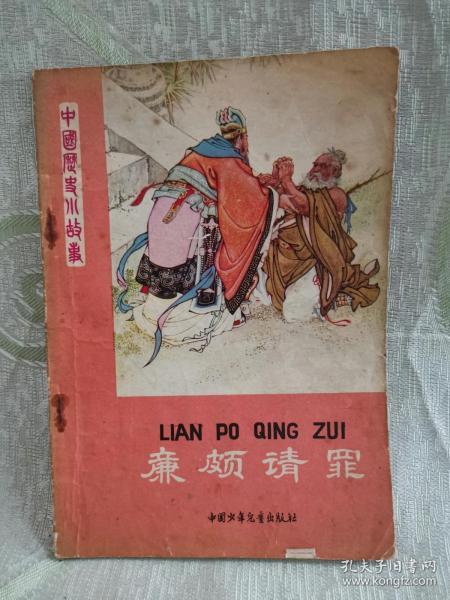 中國歷史小故事
LIAN PO QING ZUI
廉颇请罪
中国少年兒童出版社
孔夫子旧书网
www.kongfz.com